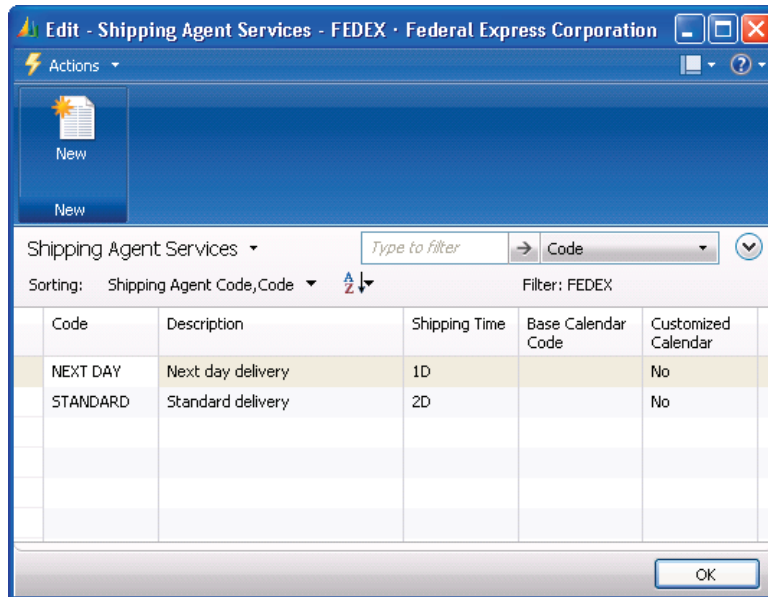 Edit - Shipping Agent Services - FEDEX · Federal Express Corporation
Actions
New
New
Shipping Agent Services
Type to filter
Code
Sorting: Shipping Agent Code,Code
Filter: FEDEX
Code Description Shipping Time Base Calendar Code Customized Calendar
NEXT DAY Next day delivery 1D No
STANDARD Standard delivery 2D No
OK